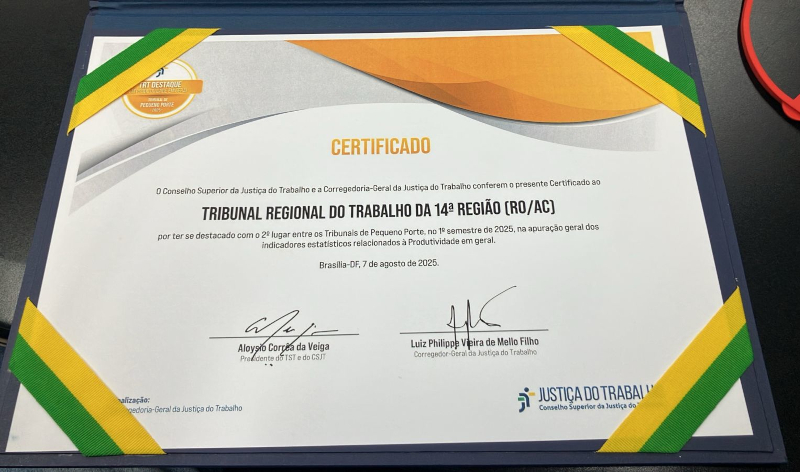 TRT DESTAQUE
TRIBUNAL DE
PEQUENO PORTE
CERTIFICADO
O Conselho Superior da Justiça do Trabalho e a Corregedoria-Geral da Justiça do Trabalho conferem o presente Certificado ao
TRIBUNAL REGIONAL DO TRABALHO DA 14ª REGIÃO (RO/AC)
por ter se destacado com o 2º lugar entre os Tribunais de Pequeno Porte, no 1º semestre de 2025, na apuração geral dos
indicadores estatísticos relacionados à Produtividade em geral.
Brasília-DF, 7 de agosto de 2025.
Aloysio Corrêa da Veiga
Presidente do TST e do CSJT
Luiz Philippe Vieira de Mello Filho
Corregedor-Geral da Justiça do Trabalho
alização:
gedoria-Geral da Justiça do Trabalho
JUSTIÇA DO TRABAL
Conselho Superior da Justiça do